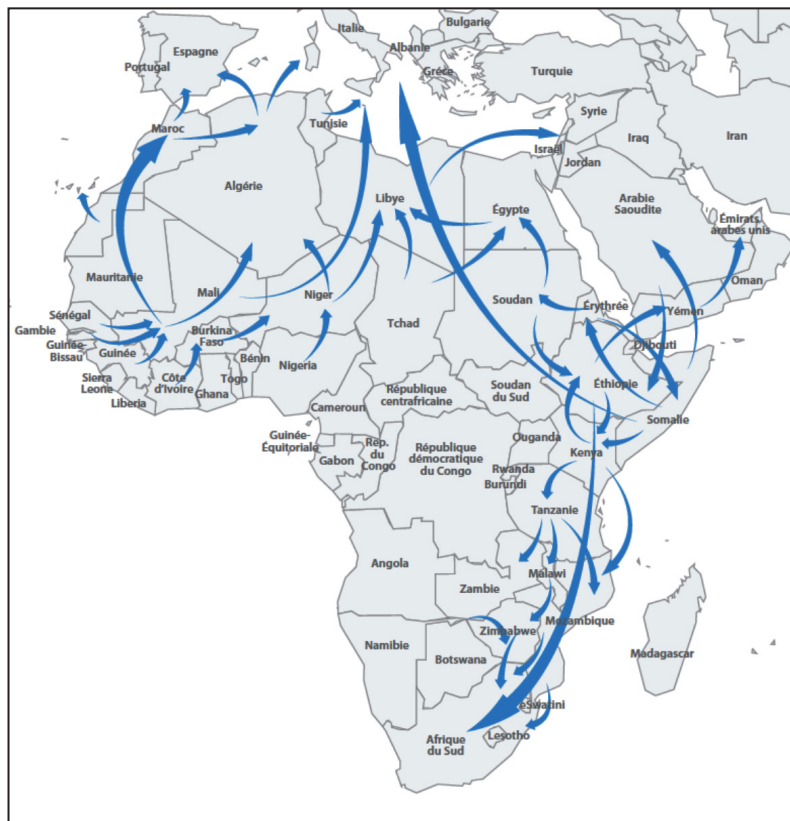 Italie
Bulgarie
Espagne
Albanie
Portugal
Grèce
Turquie
Syrie
Maroc
Tunisie
Iraq
Iran
Israël
Jordan
Algérie
Libye
Égypte
Arabie
Saoudite
Émirats
arabes unis
Oman
Mauritanie
Mali
Niger
Soudan
Érythrée
Yémen
Sénégal
Gambie
Tchad
Burkina
Faso
Guinée-
Bissau
Guinée
Djibouti
Bénin
Nigeria
Sierra
Leone
Côte
d'Ivoire
Togo
Ghana
Liberia
République
centrafricaine
Soudan
du Sud
Éthiopie
Somalie
Cameroun
Guinée-
Équitoriale
Rep.
du
Congo
Gabon
République
démocratique
du Congo
Ouganda
Kenya
Rwanda
Burundi
Tanzanie
Angola
Malawi
Zambie
Mozambique
Zimbabwe
Madagascar
Namibie
Botswana
eSwatini
Afrique
du Sud
Lesotho